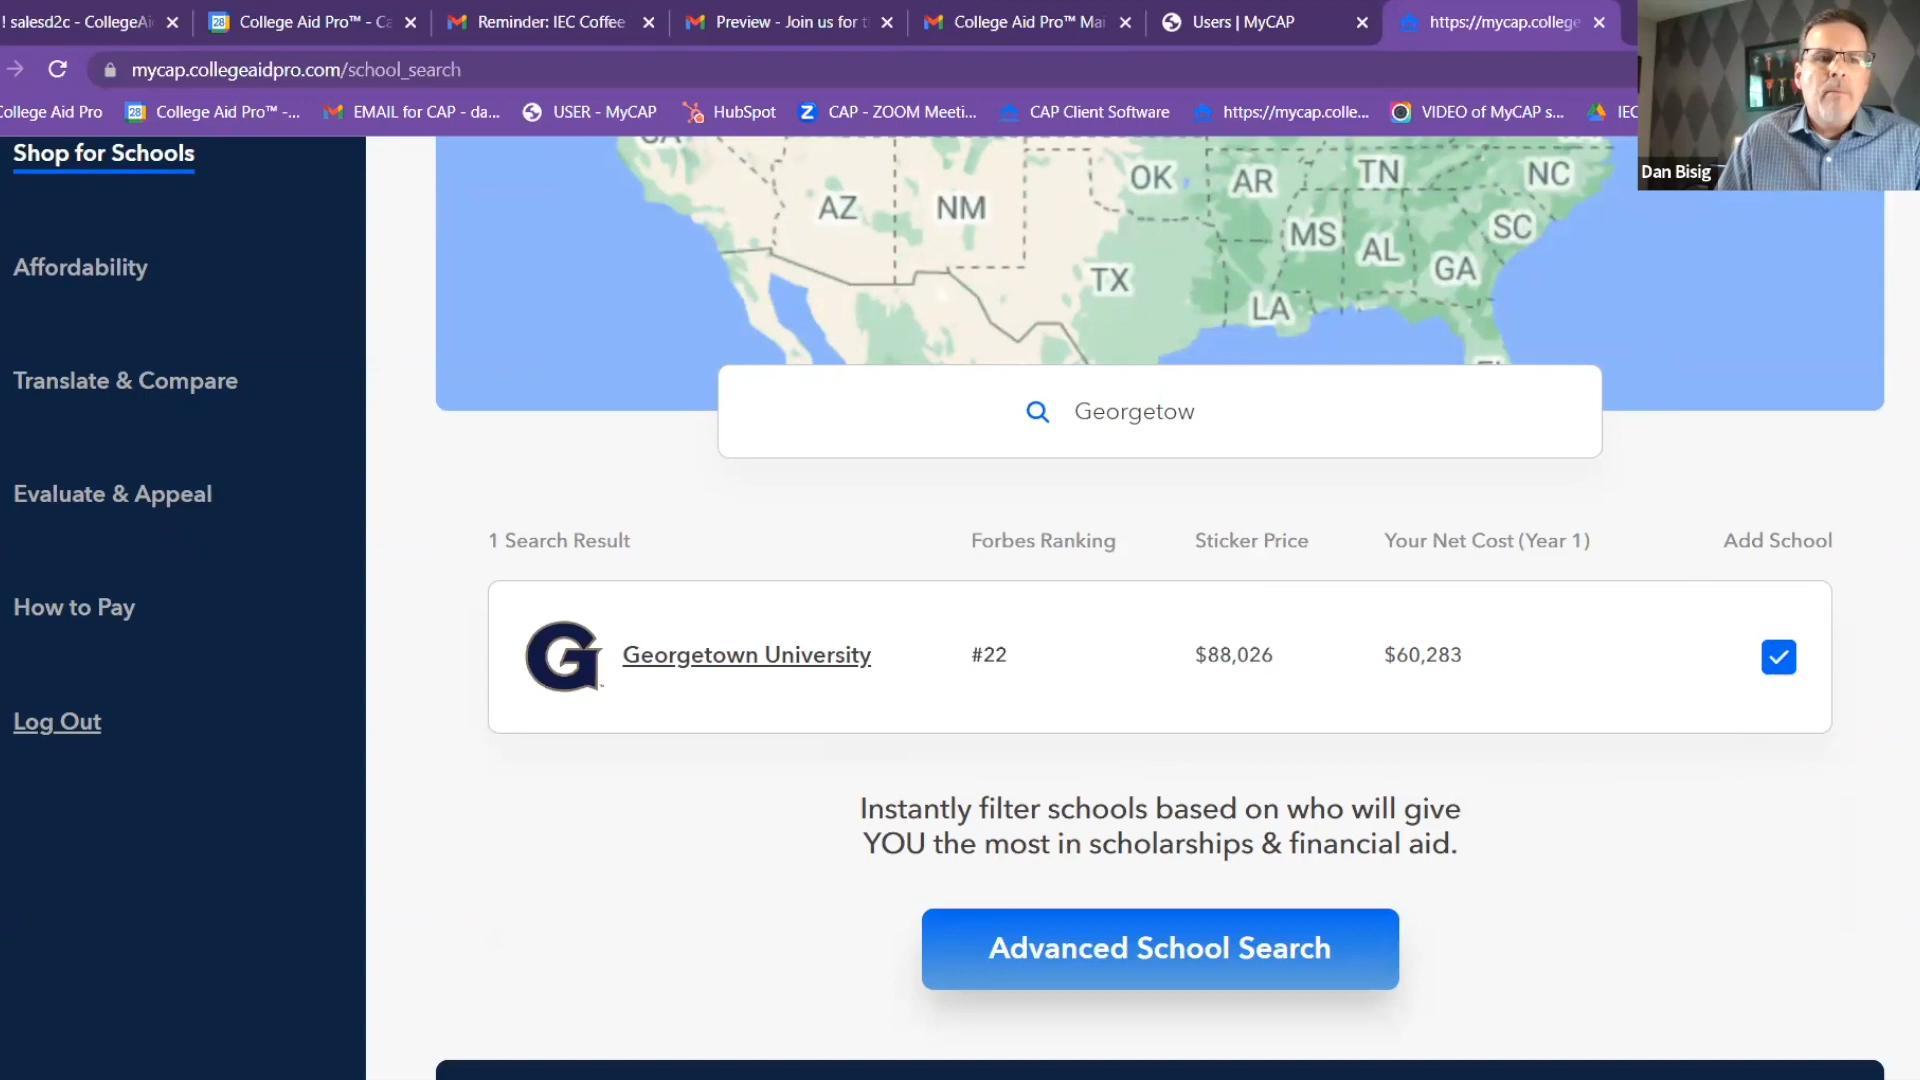 ! salesd2c - CollegeAi
College Aid Pro™ - Ca
Reminder: IEC Coffee
Preview - Join us for t
College Aid Pro™ Mai
Users | MyCAP
https://mycap.college
mycap.collegeaidpro.com/school_search
College Aid Pro
College Aid Pro™ -...
EMAIL for CAP - da...
USER - MyCAP
HubSpot
CAP - ZOOM Meeti...
CAP Client Software
https://mycap.colle...
VIDEO of MyCAP s...
IEC
Dan Bisig
Shop for Schools
Affordability
Translate & Compare
Evaluate & Appeal
How to Pay
Log Out
CA
AZ
NM
OK
AR
TN
NC
TX
MS
AL
SC
GA
LA
FL
Georgetow
1 Search Result
Forbes Ranking
Sticker Price
Your Net Cost (Year 1)
Add School
G
Georgetown University
#22
$88,026
$60,283
Instantly filter schools based on who will give
YOU the most in scholarships & financial aid.
Advanced School Search